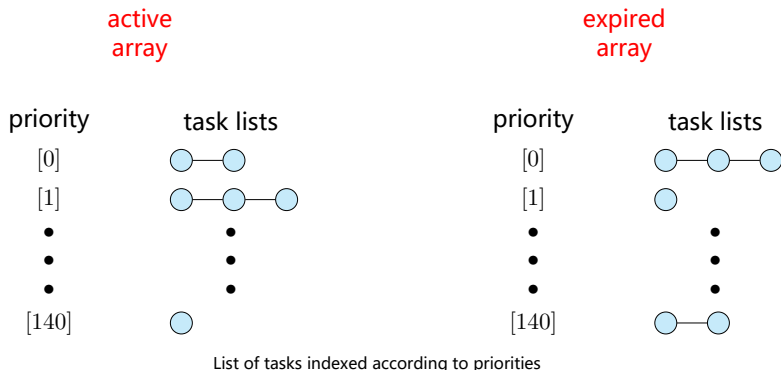 active
array
expired
array
priority
task lists
priority
task lists
[0]
[0]
[1]
[1]
[140]
[140]
List of tasks indexed according to priorities